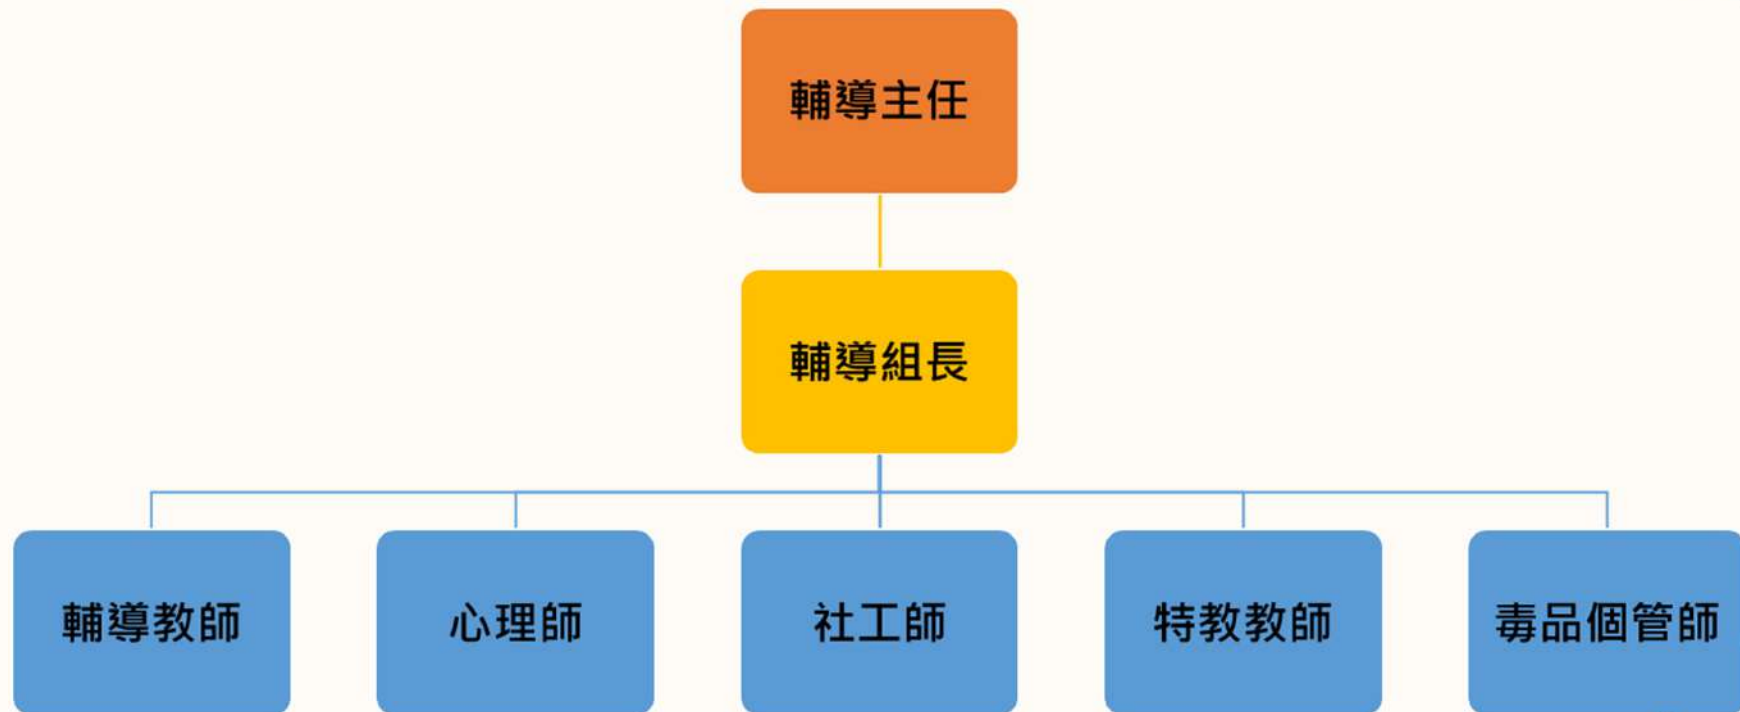 輔導主任
輔導組長
輔導教師
心理師
社工師
特教教師
毒品個管師